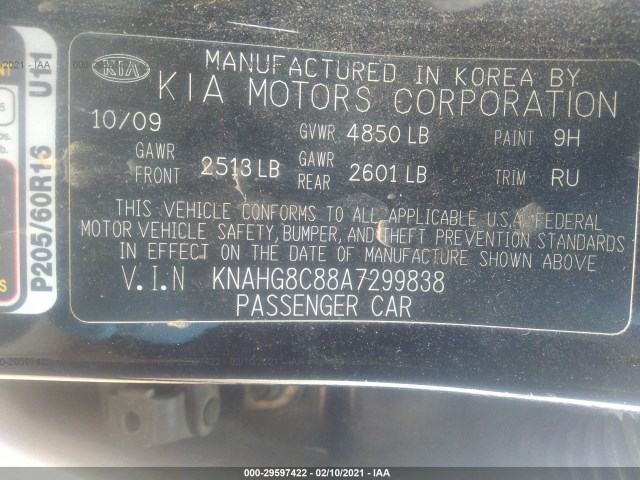 2021 - IAA
KIA
MANUFACTURED IN KOREA BY
KIA MOTORS CORPORATION
10/09 GVWR 4850 LB PAINT 9H
GAWR FRONT 2513 LB GAWR REAR 2601 LB TRIM RU
THIS VEHICLE CONFORMS TO ALL APPLICABLE U.S.A. FEDERAL
MOTOR VEHICLE SAFETY, BUMPER, AND THEFT PREVENTION STANDARDS
IN EFFECT ON THE DATE OF MANUFACTURE SHOWN ABOVE
V.I.N KNAHG8C88A7299838
PASSENGER CAR
P205/60R16
000-29597422 - 02/10/2021 - IAA